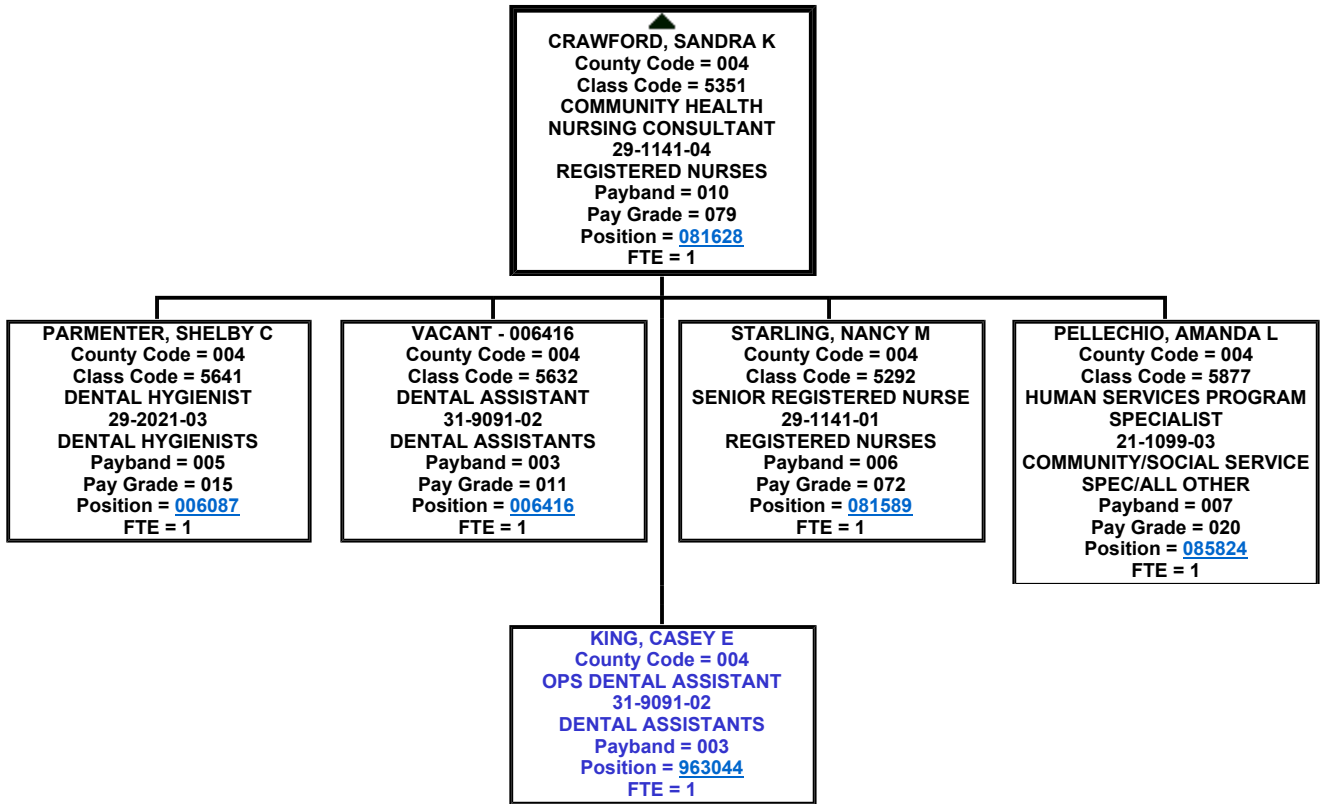 CRAWFORD, SANDRA K
County Code = 004
Class Code = 5351
COMMUNITY HEALTH
NURSING CONSULTANT
29-1141-04
REGISTERED NURSES
Payband = 010
Pay Grade = 079
Position = 081628
FTE = 1
PARMENTER, SHELBY C
County Code = 004
Class Code = 5641
DENTAL HYGIENIST
29-2021-03
DENTAL HYGIENISTS
Payband = 005
Pay Grade = 015
Position = 006087
FTE = 1
VACANT - 006416
County Code = 004
Class Code = 5632
DENTAL ASSISTANT
31-9091-02
DENTAL ASSISTANTS
Payband = 003
Pay Grade = 011
Position = 006416
FTE = 1
STARLING, NANCY M
County Code = 004
Class Code = 5292
SENIOR REGISTERED NURSE
29-1141-01
REGISTERED NURSES
Payband = 006
Pay Grade = 072
Position = 081589
FTE = 1
PELLECHIO, AMANDA L
County Code = 004
Class Code = 5877
HUMAN SERVICES PROGRAM
SPECIALIST
21-1099-03
COMMUNITY/SOCIAL SERVICE
SPEC/ALL OTHER
Payband = 007
Pay Grade = 020
Position = 085824
FTE = 1
KING, CASEY E
County Code = 004
OPS DENTAL ASSISTANT
31-9091-02
DENTAL ASSISTANTS
Payband = 003
Position = 963044
FTE = 1